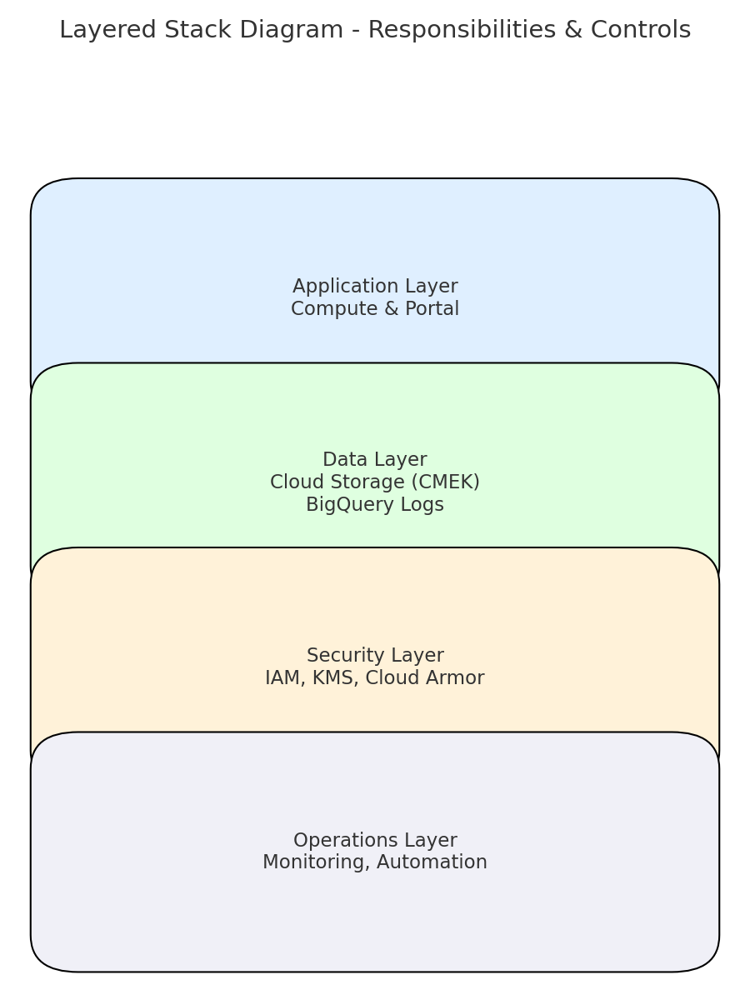 Layered Stack Diagram - Responsibilities & Controls
Application Layer
Compute & Portal
Data Layer
Cloud Storage (CMEK)
BigQuery Logs
Security Layer
IAM, KMS, Cloud Armor
Operations Layer
Monitoring, Automation